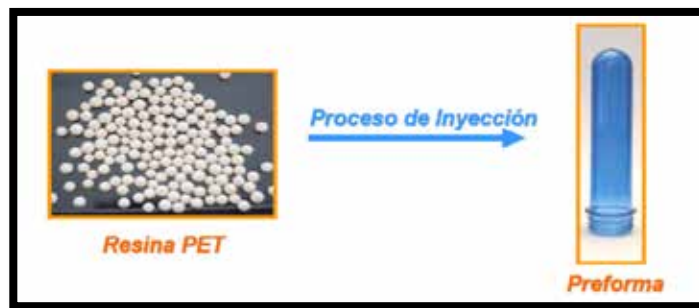 Proceso de Inyección
Resina PET
Preforma